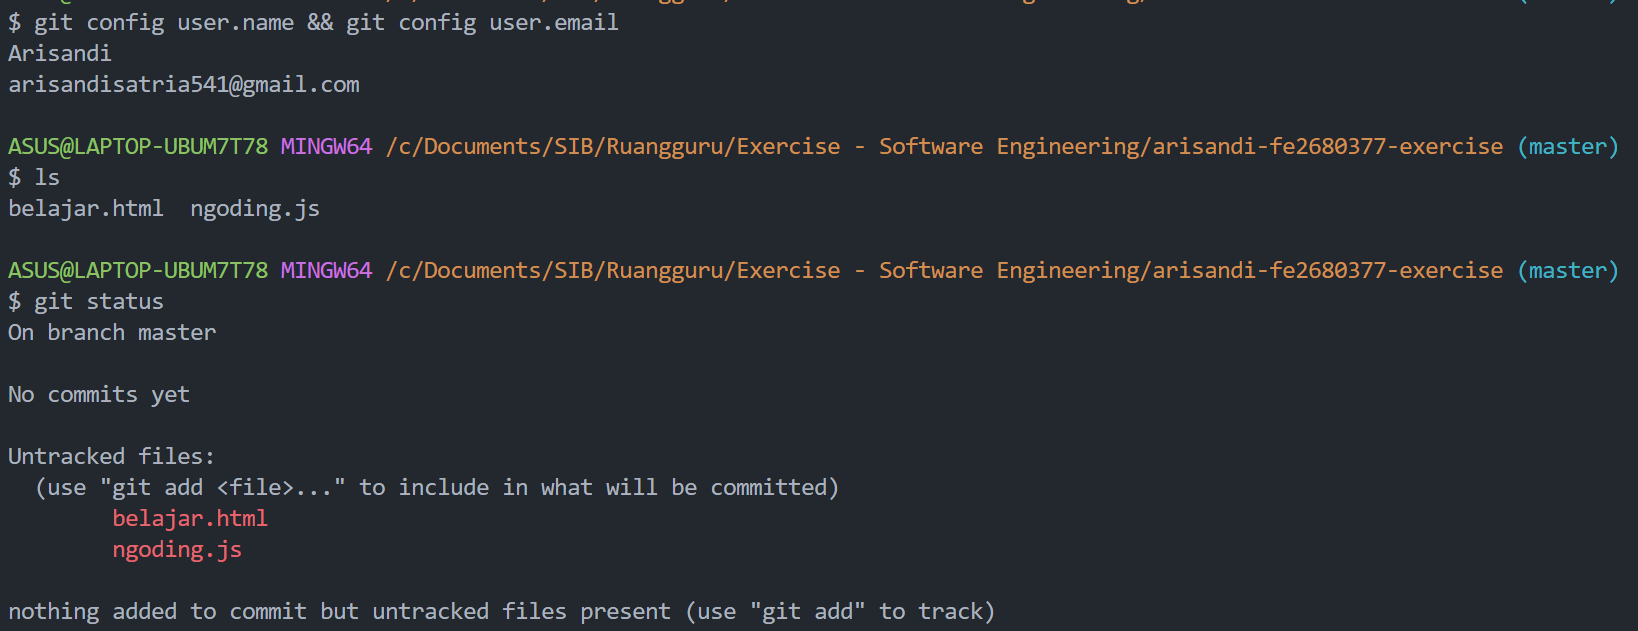 $ git config user.name && git config user.email
Arisandi
arisandisatria541@gmail.com
ASUS@LAPTOP-UBUM7T78 MINGW64 /c/Documents/SIB/Ruangguru/Exercise - Software Engineering/arisandi-fe2680377-exercise (master)
$ ls
belajar.html  ngoding.js
ASUS@LAPTOP-UBUM7T78 MINGW64 /c/Documents/SIB/Ruangguru/Exercise - Software Engineering/arisandi-fe2680377-exercise (master)
$ git status
On branch master
No commits yet
Untracked files:
  (use "git add <file>..." to include in what will be committed)
        belajar.html
        ngoding.js
nothing added to commit but untracked files present (use "git add" to track)